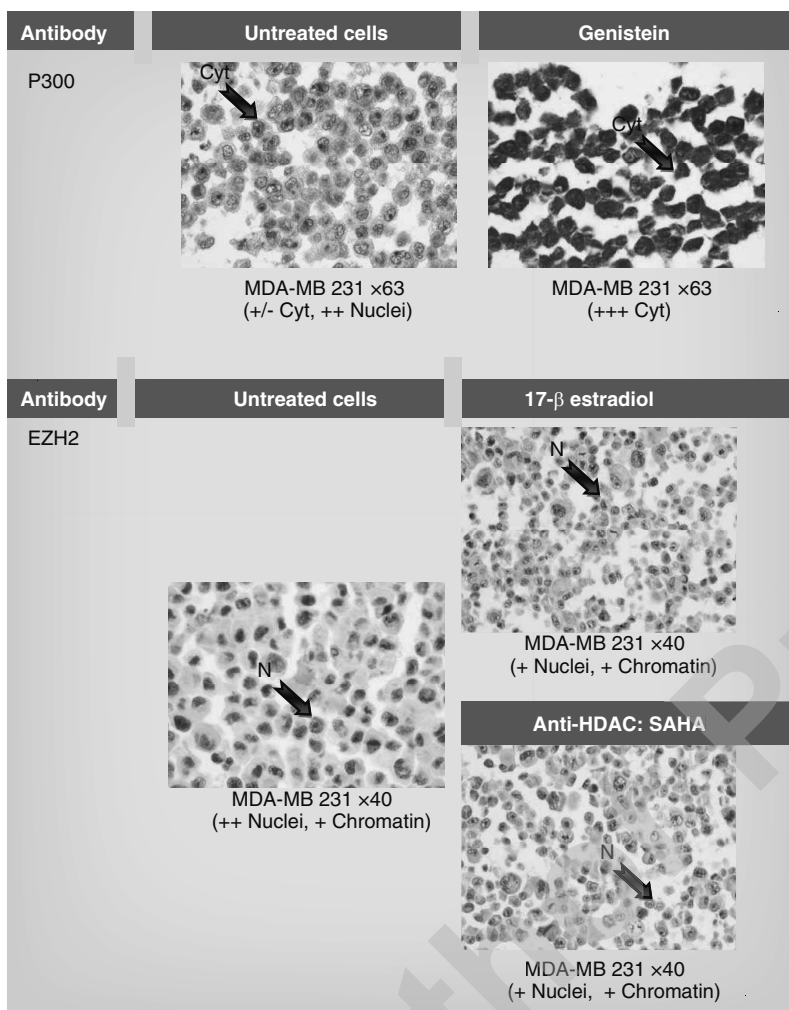 Antibody Untreated cells Genistein
P300
Cyt
Cyt
MDA-MB 231 ×63 MDA-MB 231 ×63
(+/- Cyt, ++ Nuclei) (+++ Cyt)
Antibody Untreated cells 17-β estradiol
EZH2
N
MDA-MB 231 ×40
(+ Nuclei, + Chromatin)
N
MDA-MB 231 ×40
(++ Nuclei, + Chromatin)
Anti-HDAC: SAHA
N
MDA-MB 231 ×40
(+ Nuclei, + Chromatin)